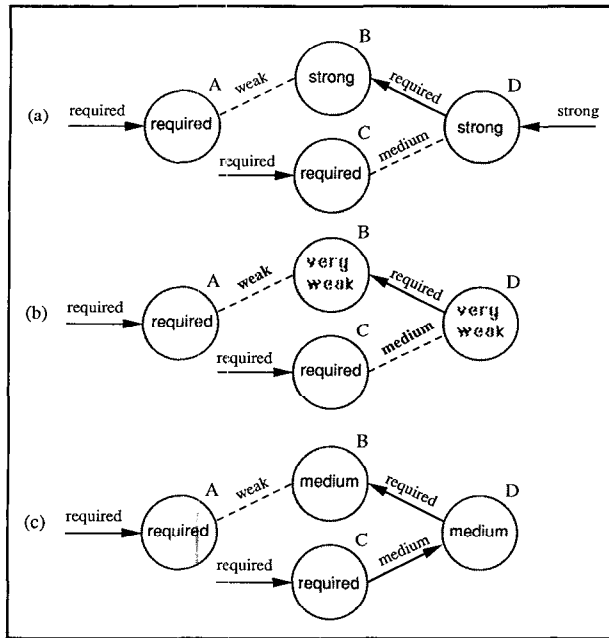 B
A
weak
strong
required
D
required
(a)
required
strong
strong
C
medium
required
required
B
A
weak
very
weak
required
D
required
(b)
required
very
weak
C
medium
required
required
B
A
weak
medium
required
D
required
(c)
required
medium
C
medium
required
required